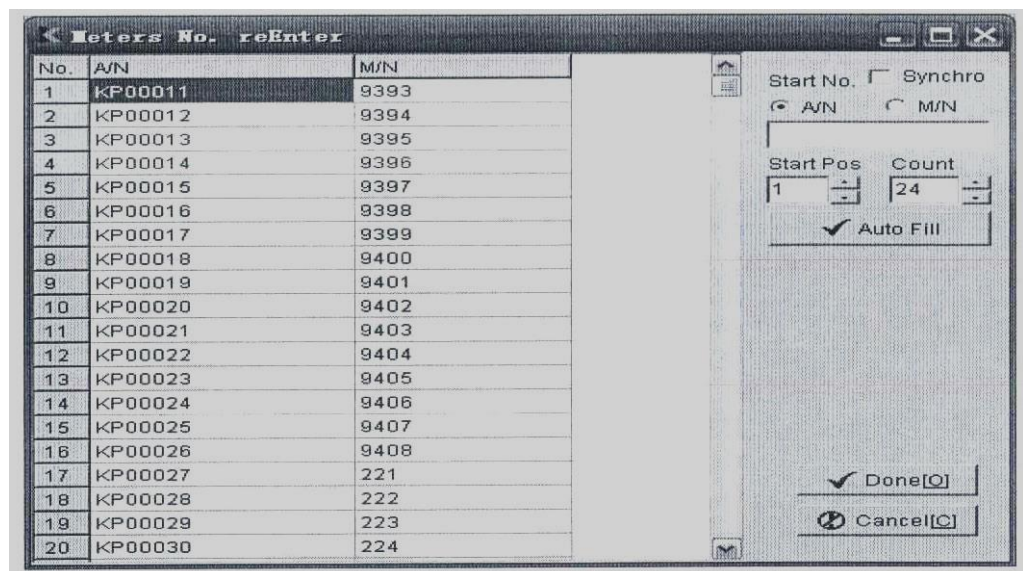 Meters No. reEnter
No. A/N M/N
1 KP00011 9393
2 KP00012 9394
3 KP00013 9395
4 KP00014 9396
5 KP00015 9397
6 KP00016 9398
7 KP00017 9399
8 KP00018 9400
9 KP00019 9401
10 KP00020 9402
11 KP00021 9403
12 KP00022 9404
13 KP00023 9405
14 KP00024 9406
15 KP00025 9407
16 KP00026 9408
17 KP00027 221
18 KP00028 222
19 KP00029 223
20 KP00030 224
Start No. Synchro
A/N M/N
Start Pos Count
1 24
Auto Fill
Done[O]
Cancel[C]